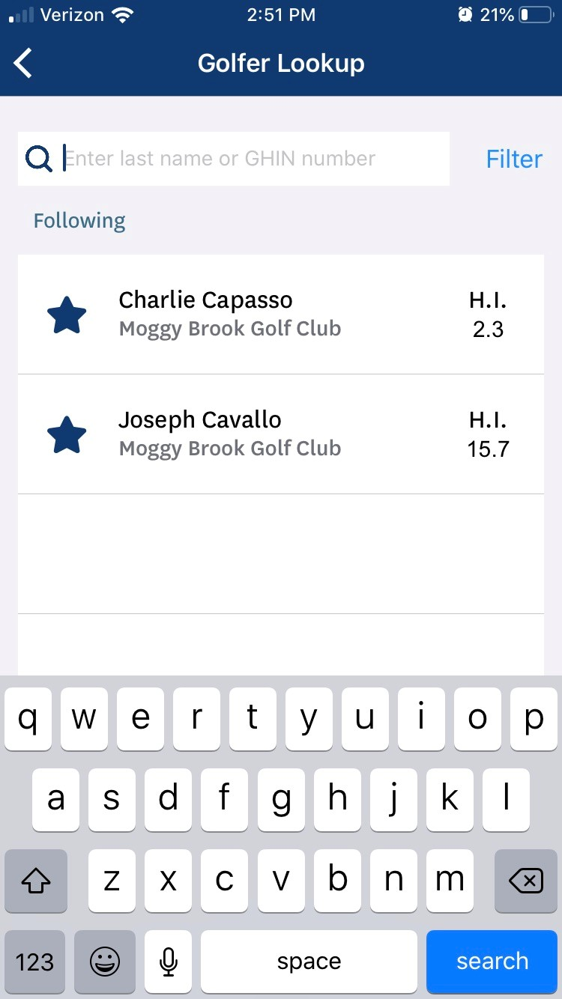 Verizon 2:51 PM 21%
Golfer Lookup
Enter last name or GHIN number Filter
Following
Charlie Capasso H.I.
Moggy Brook Golf Club 2.3
Joseph Cavallo H.I.
Moggy Brook Golf Club 15.7
q w e r t y u i o p
a s d f g h j k l
z x c v b n m
123 space search